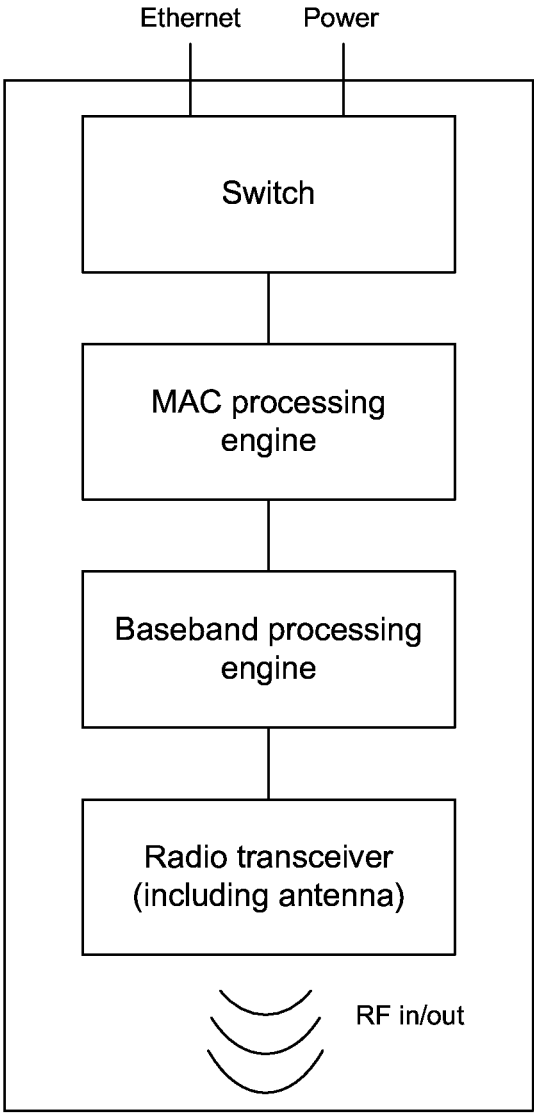 Ethernet Power
Switch
MAC processing
engine
Baseband processing
engine
Radio transceiver
(including antenna)
RF in/out